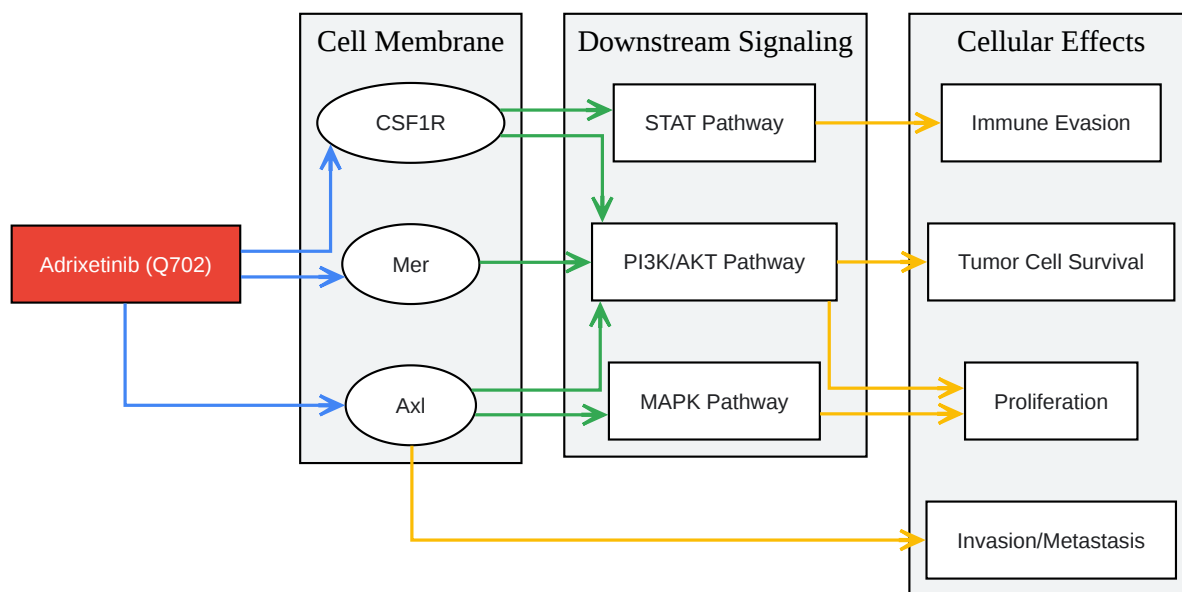 Cell Membrane
Downstream Signaling
Cellular Effects
CSF1R
STAT Pathway
Immune Evasion
Adrixetinib (Q702)
Mer
PI3K/AKT Pathway
Tumor Cell Survival
Axl
MAPK Pathway
Proliferation
Invasion/Metastasis